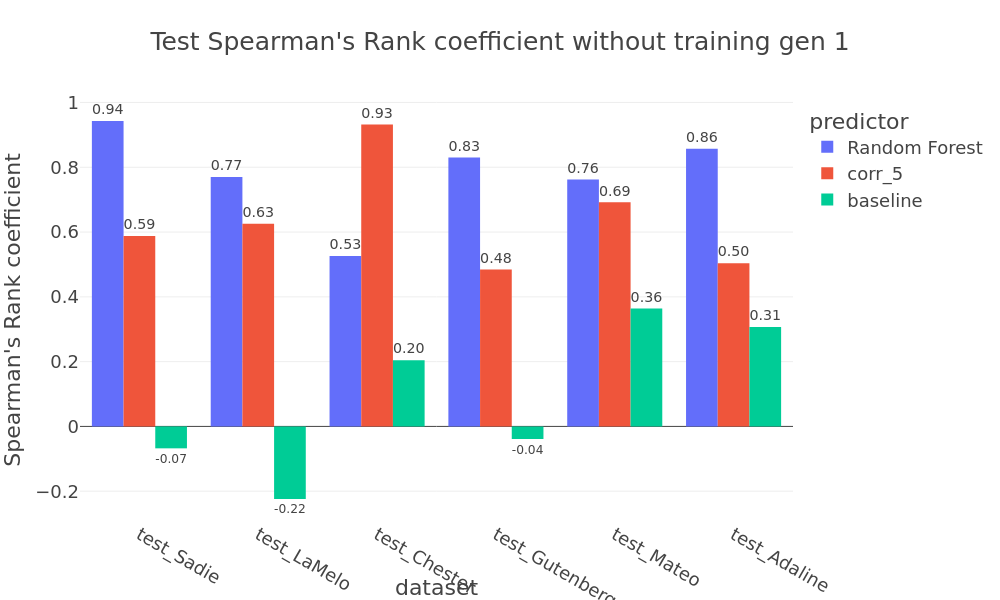 Test Spearman's Rank coefficient without training gen 1
Spearman's Rank coefficient
1
0.8
0.6
0.4
0.2
0
−0.2
0.94
0.59
-0.07
0.77
0.63
-0.22
0.53
0.93
0.20
0.83
0.48
-0.04
0.76
0.69
0.36
0.86
0.50
0.31
test_Sadie
test_LaMelo
test_Chester
test_Gutenberg
test_Mateo
test_Adaline
dataset
predictor
Random Forest
corr_5
baseline